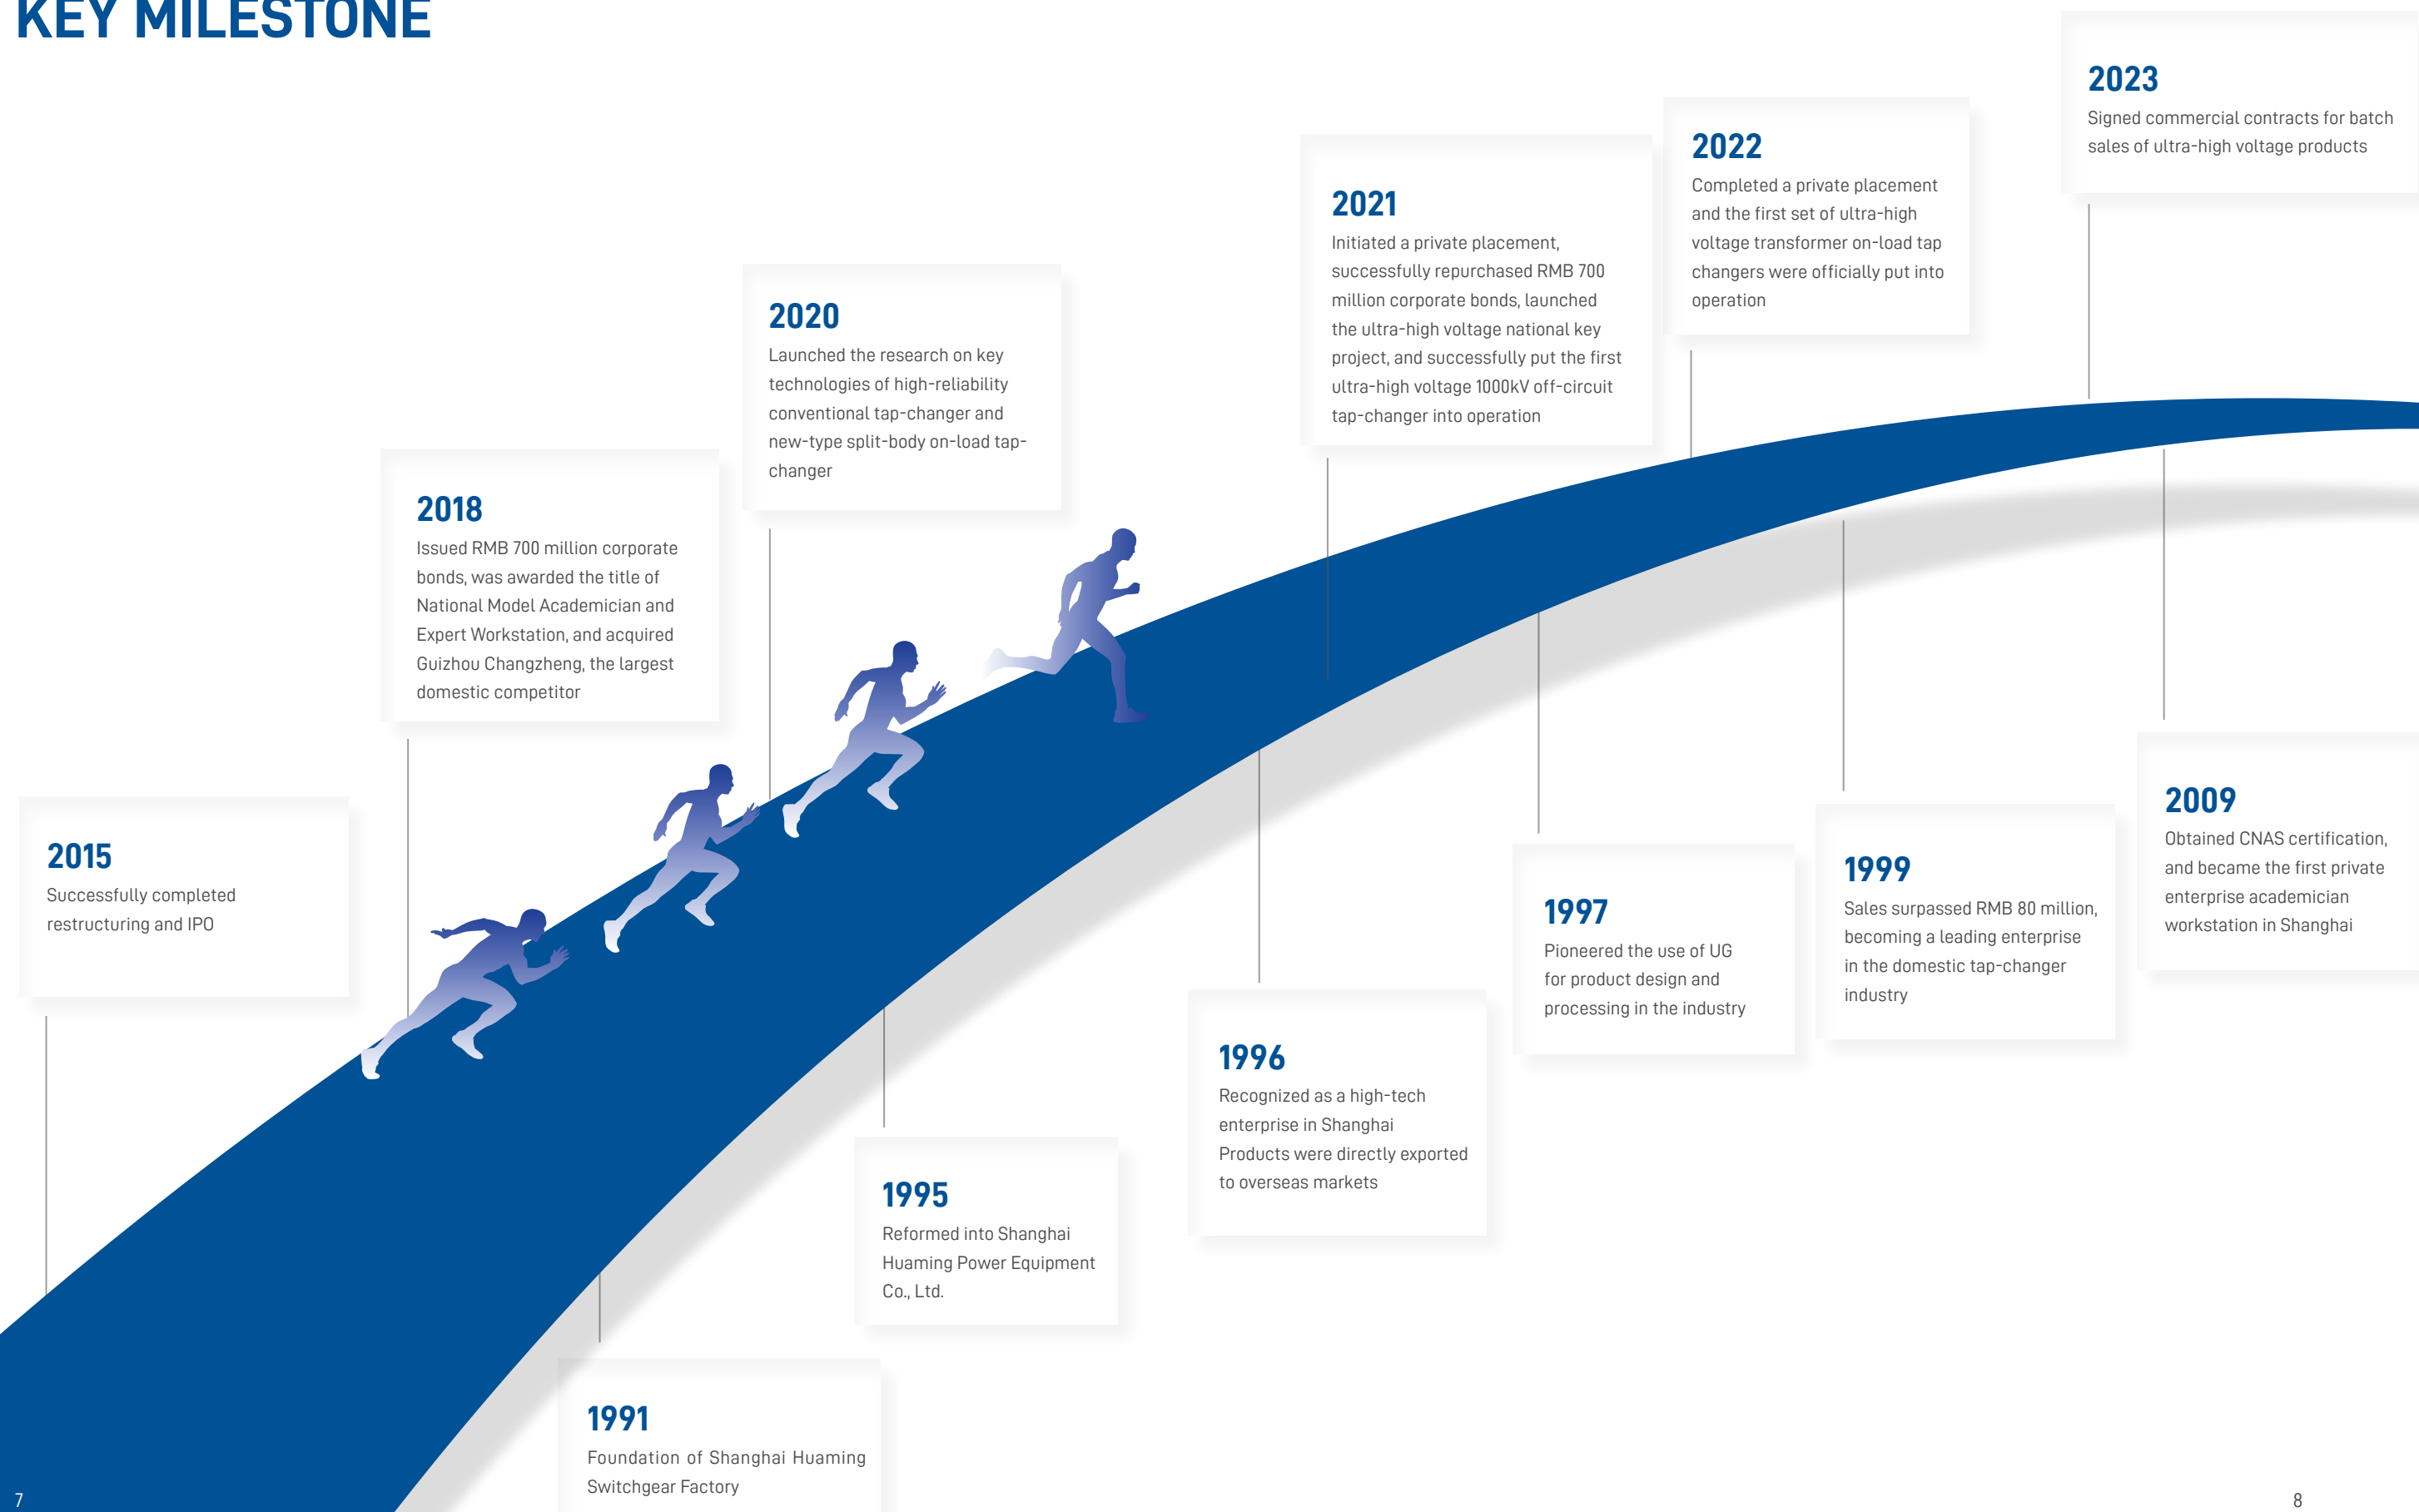 KEY MILESTONE
2015
Successfully completed
restructuring and IPO
2018
Issued RMB 700 million corporate
bonds, was awarded the title of
National Model Academician and
Expert Workstation, and acquired
Guizhou Changzheng, the largest
domestic competitor
2020
Launched the research on key
technologies of high-reliability
conventional tap-changer and
new-type split-body on-load tap-
changer
2021
Initiated a private placement,
successfully repurchased RMB 700
million corporate bonds, launched
the ultra-high voltage national key
project, and successfully put the first
ultra-high voltage 1000kV off-circuit
tap-changer into operation
2022
Completed a private placement
and the first set of ultra-high
voltage transformer on-load tap
changers were officially put into
operation
2023
Signed commercial contracts for batch
sales of ultra-high voltage products
1991
Foundation of Shanghai Huaming
Switchgear Factory
1995
Reformed into Shanghai
Huaming Power Equipment
Co., Ltd.
1996
Recognized as a high-tech
enterprise in Shanghai
Products were directly exported
to overseas markets
1997
Pioneered the use of UG
for product design and
processing in the industry
1999
Sales surpassed RMB 80 million,
becoming a leading enterprise
in the domestic tap-changer
industry
2009
Obtained CNAS certification,
and became the first private
enterprise academician
workstation in Shanghai
7
8